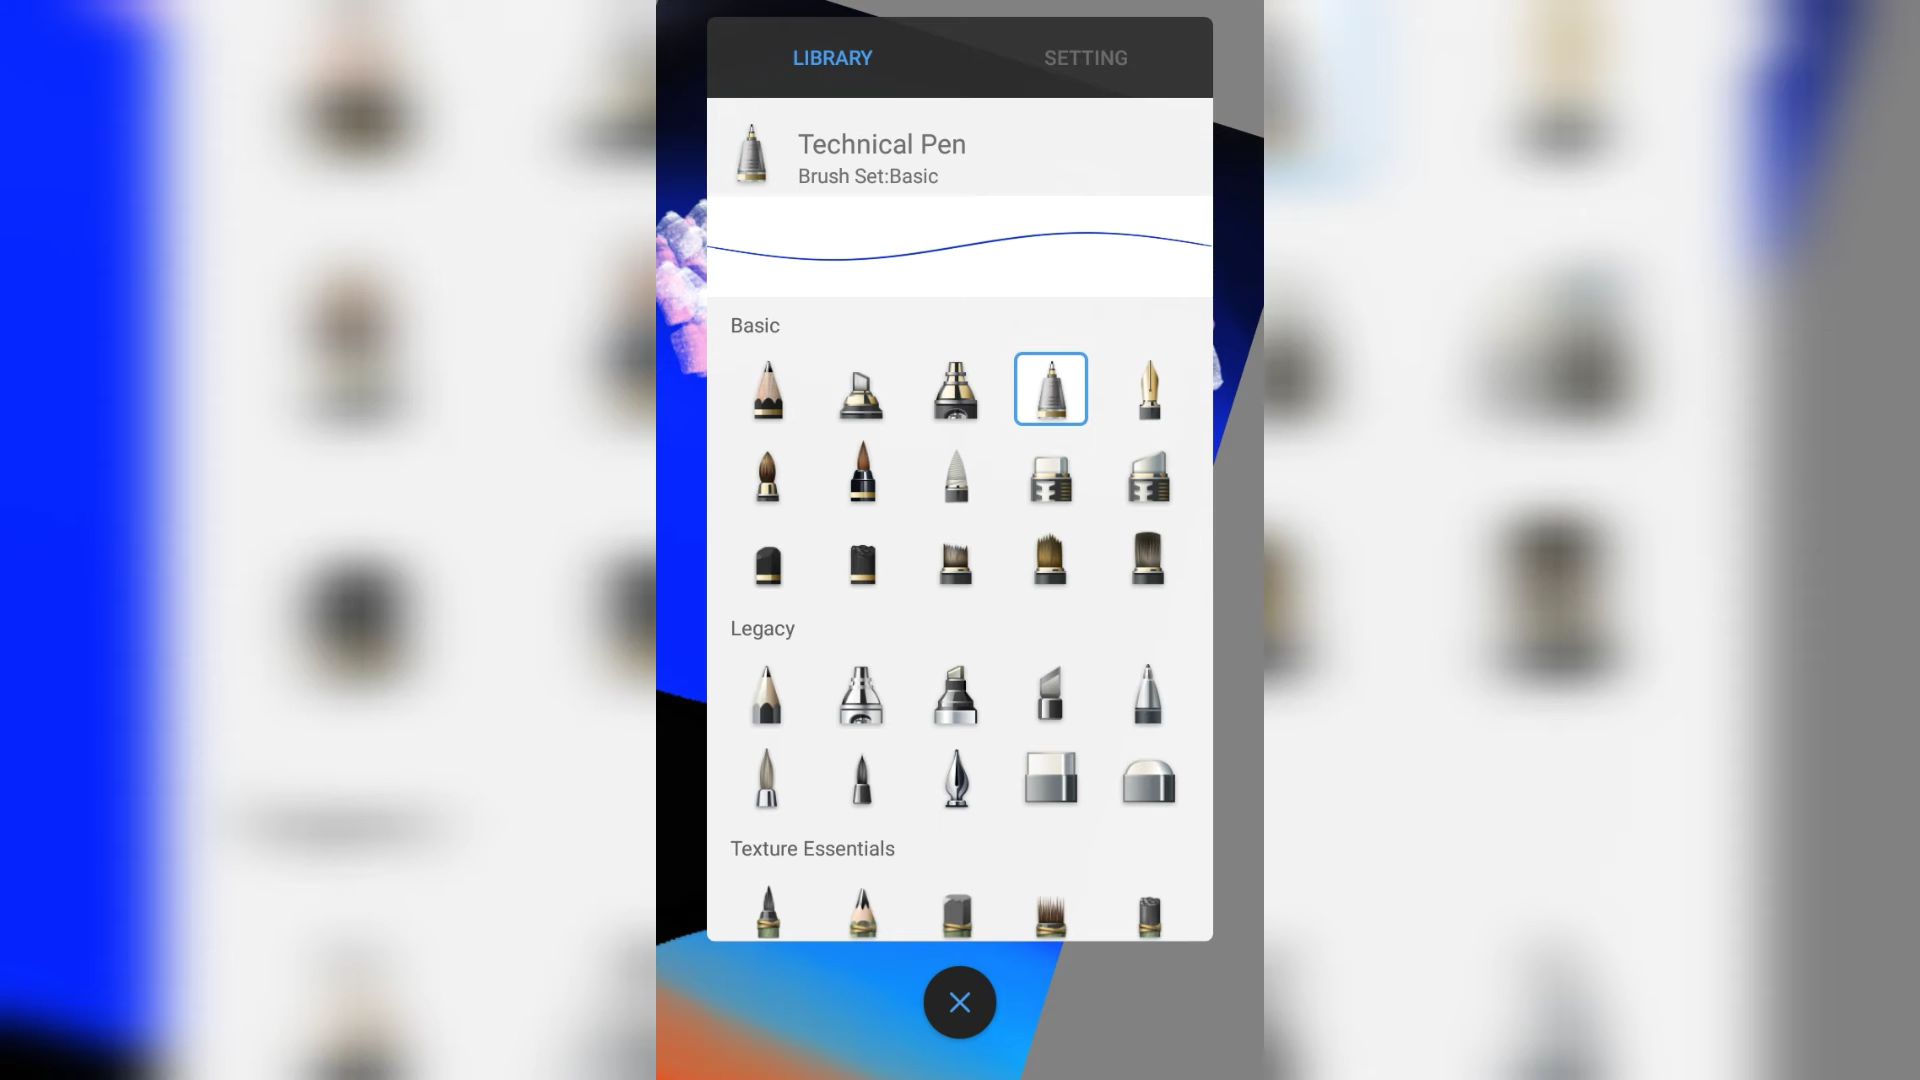 LIBRARY
SETTING
Technical Pen
Brush Set:Basic
Basic
Legacy
Texture Essentials